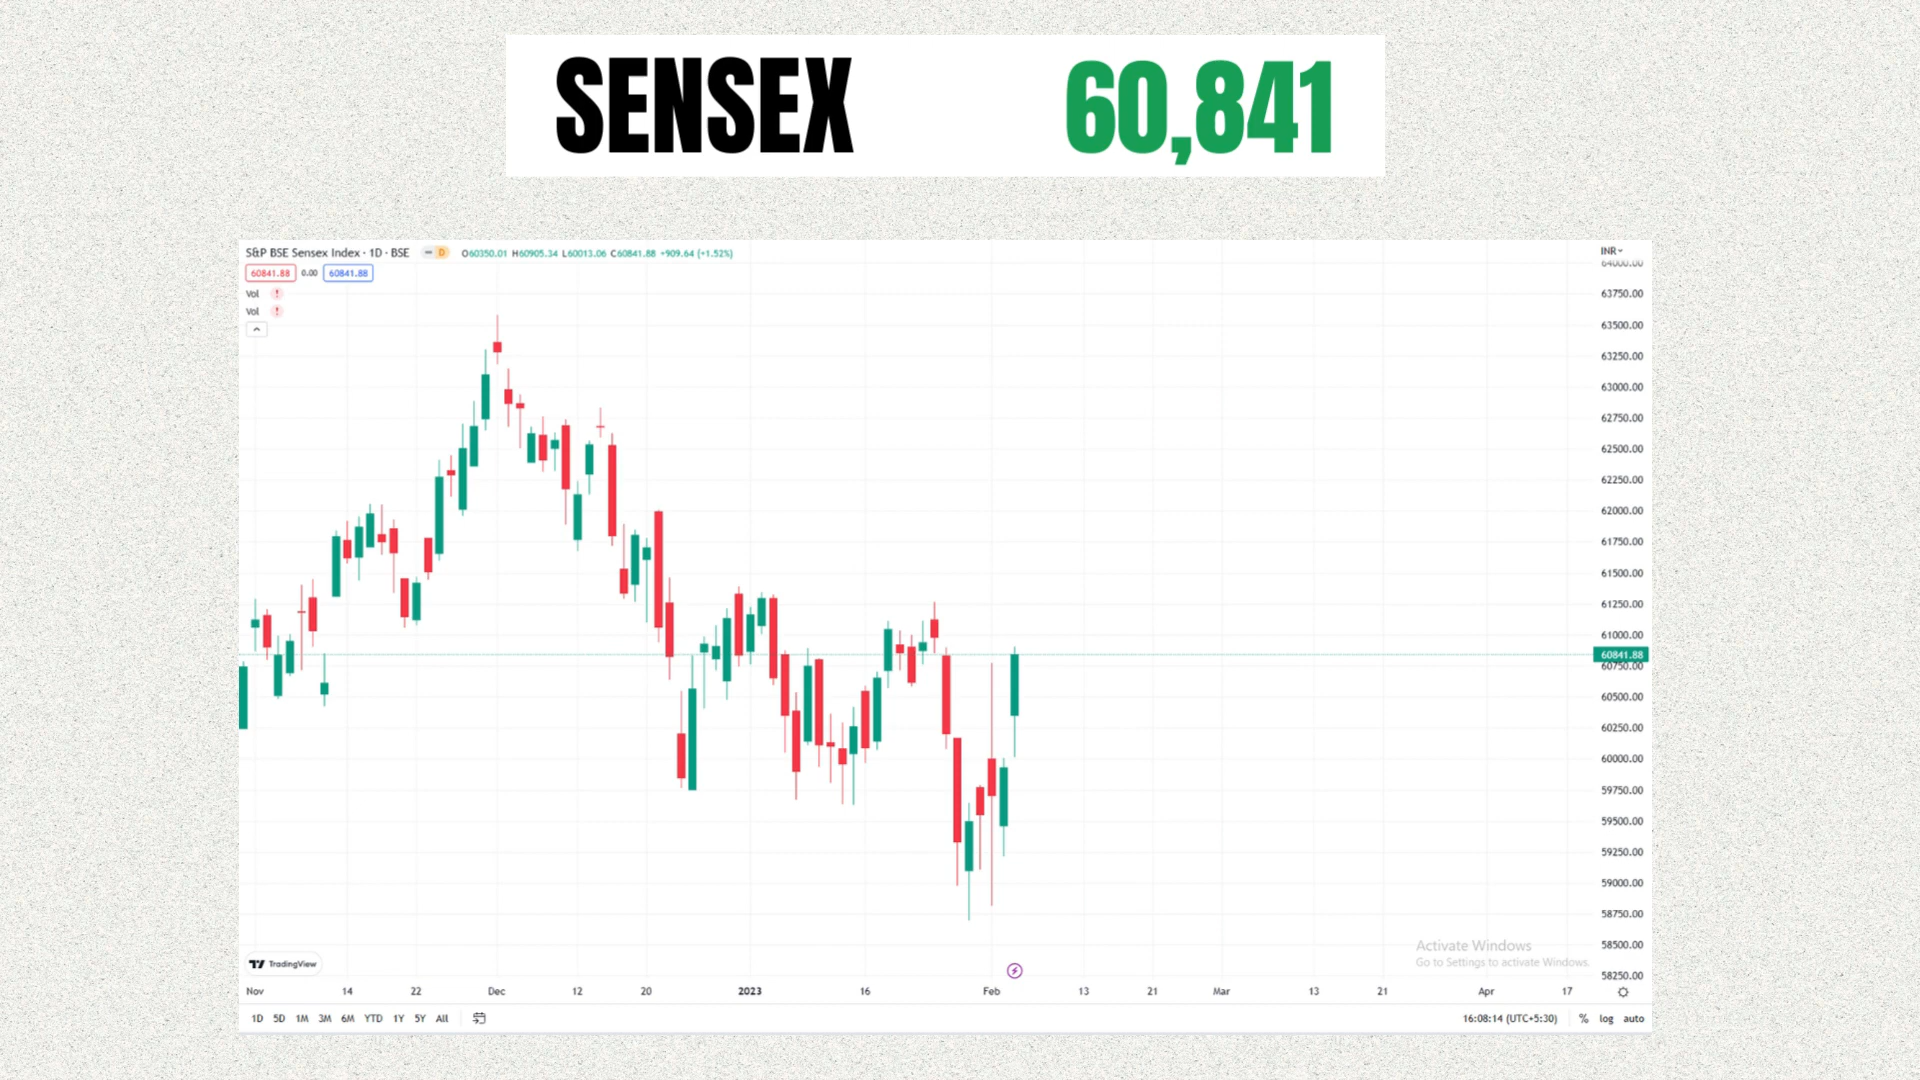 SENSEX 60,841
S&P BSE Sensex Index · 1D · BSE D O60350.01 H60905.34 L60013.06 C60841.88 +909.64 (+1.52%) INR
60841.88 0.00 60841.88
Vol !
Vol !
64000.00
63750.00
63500.00
63250.00
63000.00
62750.00
62500.00
62250.00
62000.00
61750.00
61500.00
61250.00
61000.00
60841.88
60750.00
60500.00
60250.00
60000.00
59750.00
59500.00
59250.00
59000.00
58750.00
58500.00
58250.00
Activate Windows
Go to Settings to activate Windows.
TradingView
Nov 14 22 Dec 12 20 2023 16 Feb 13 21 Mar 13 21 Apr 17
1D 5D 1M 3M 6M YTD 1Y 5Y All 16:08:14 (UTC+5:30) % log auto